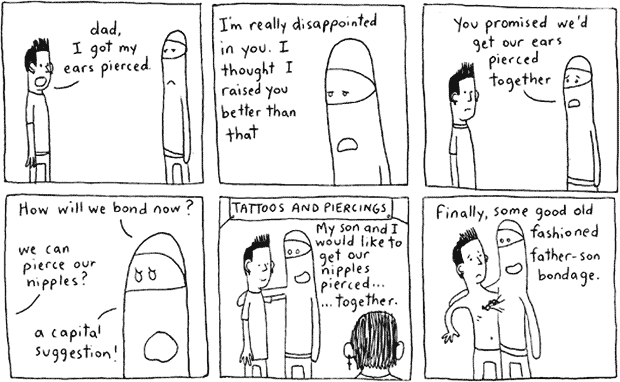 dad,
I got my
ears pierced.
I'm really disappointed
in you. I
thought I
raised you
better than
that
You promised we'd
get our ears
pierced
together
How will we bond now?
we can
pierce our
nipples?
a capital
suggestion!
TATTOOS AND PIERCINGS
My son and I
would like to
get our
nipples
pierced...
...together.
Finally, some good old
fashioned
father-son
bondage.